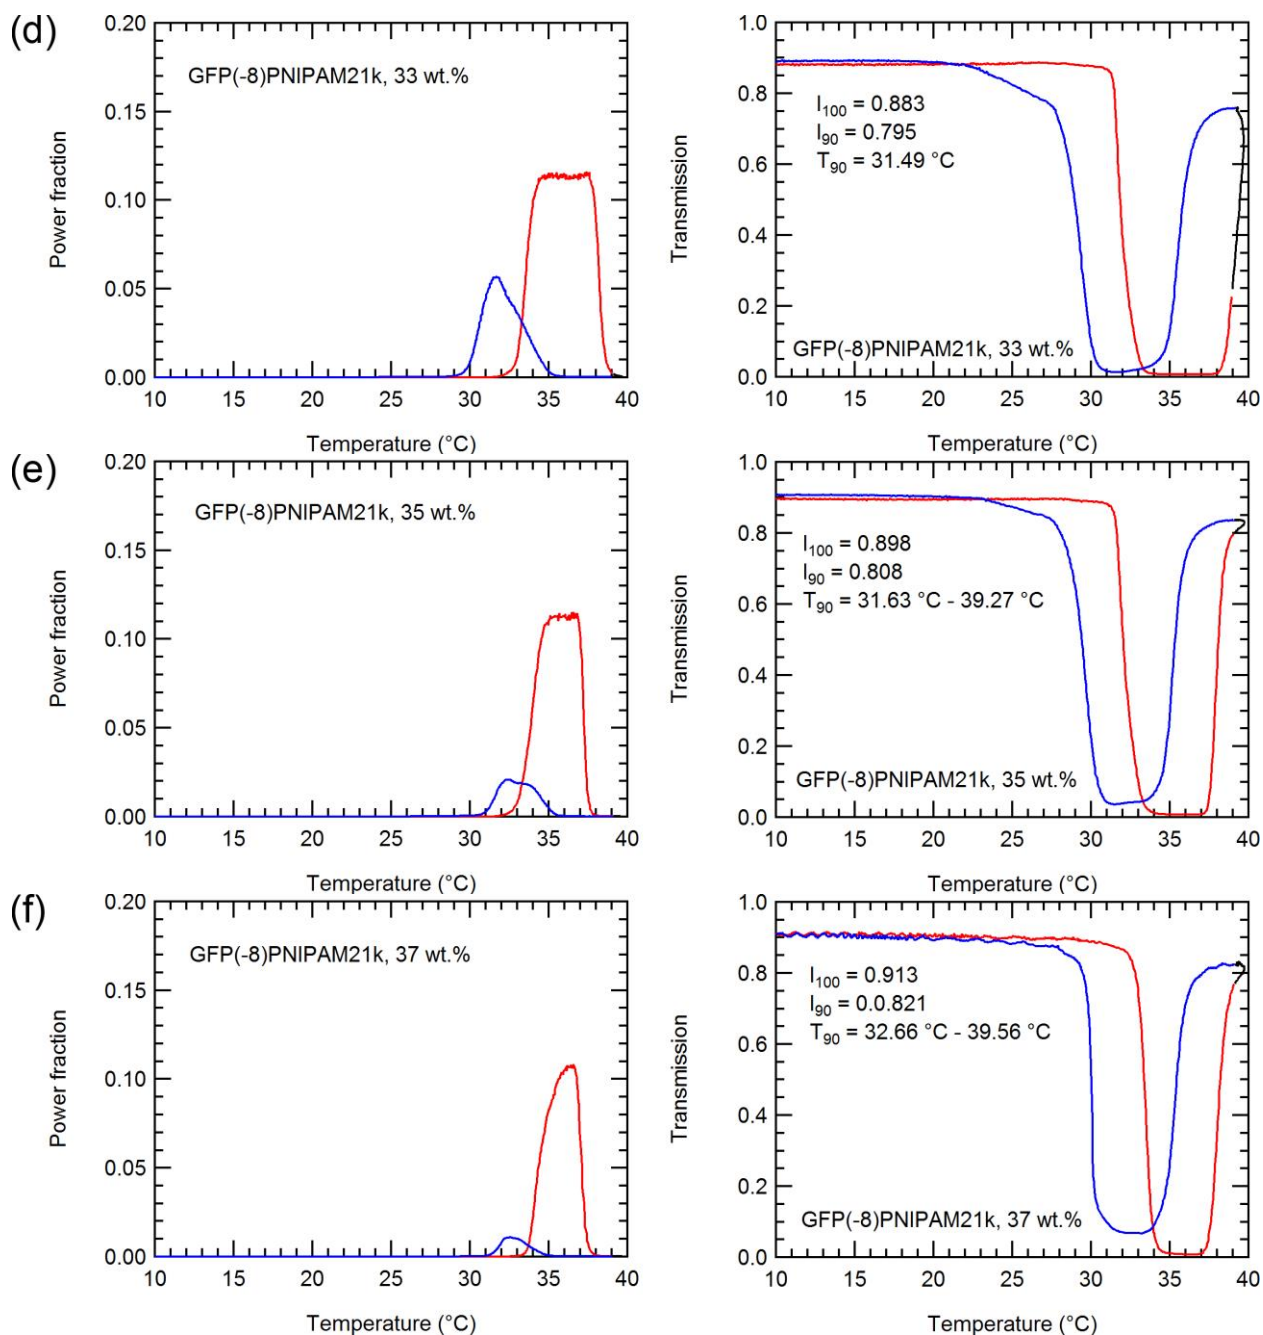 (d)
0.20
0.15
0.10
0.05
0.00
Power fraction
GFP(-8)PNIPAM21k, 33 wt.%
10 15 20 25 30 35 40
Temperature (°C)
1.0
0.8
0.6
0.4
0.2
0.0
Transmission
I₁₀₀ = 0.883
I₉₀ = 0.795
T₉₀ = 31.49 °C
GFP(-8)PNIPAM21k, 33 wt.%
10 15 20 25 30 35 40
Temperature (°C)
(e)
0.20
0.15
0.10
0.05
0.00
Power fraction
GFP(-8)PNIPAM21k, 35 wt.%
10 15 20 25 30 35 40
Temperature (°C)
1.0
0.8
0.6
0.4
0.2
0.0
Transmission
I₁₀₀ = 0.898
I₉₀ = 0.808
T₉₀ = 31.63 °C - 39.27 °C
GFP(-8)PNIPAM21k, 35 wt.%
10 15 20 25 30 35 40
Temperature (°C)
(f)
0.20
0.15
0.10
0.05
0.00
Power fraction
GFP(-8)PNIPAM21k, 37 wt.%
10 15 20 25 30 35 40
Temperature (°C)
1.0
0.8
0.6
0.4
0.2
0.0
Transmission
I₁₀₀ = 0.913
I₉₀ = 0.0.821
T₉₀ = 32.66 °C - 39.56 °C
GFP(-8)PNIPAM21k, 37 wt.%
10 15 20 25 30 35 40
Temperature (°C)